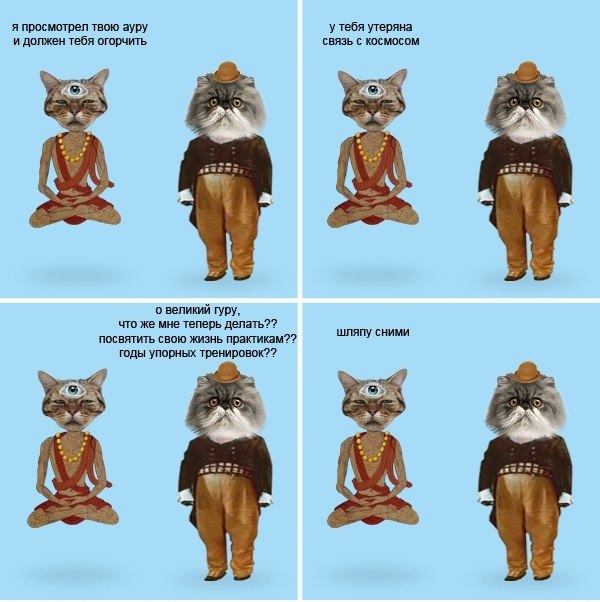 я просмотрел твою ауру
и должен тебя огорчить
у тебя утеряна
связь с космосом
о великий гуру,
что же мне теперь делать??
посвятить свою жизнь практикам??
годы упорных тренировок??
шляпу сними